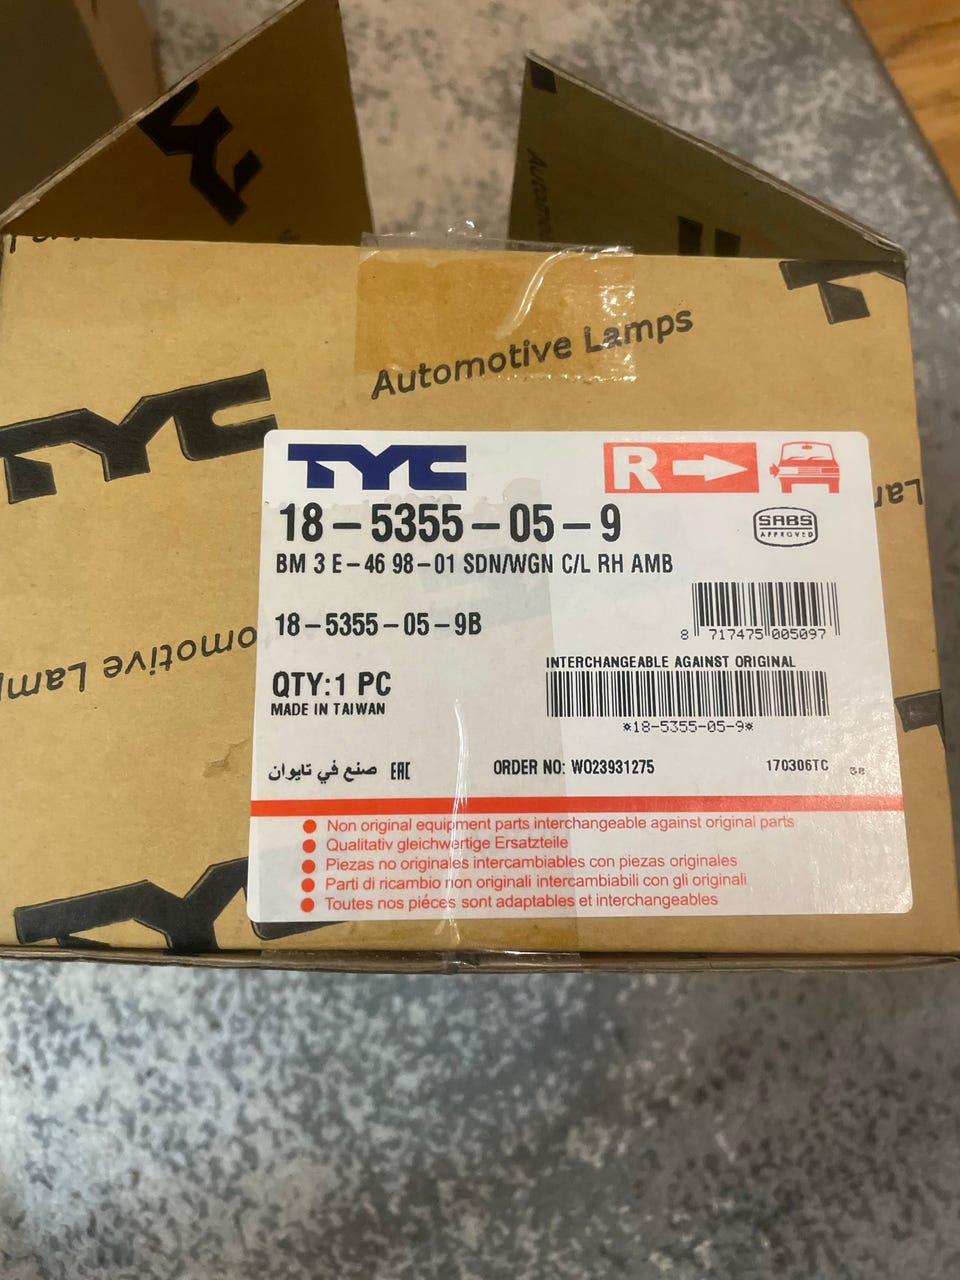 Automotive Lamps
TYC
TYC
R
18-5355-05-9
SABS
APPROVED
BM 3 E-46 98-01 SDN/WGN C/L RH AMB
18-5355-05-9B
8 717475 005097
INTERCHANGEABLE AGAINST ORIGINAL
QTY:1 PC
MADE IN TAIWAN
*18-5355-05-9*
صنع في تايوان EAC
ORDER NO: WO23931275
170306TC
Non original equipment parts interchangeable against original parts
Qualitativ gleichwertige Ersatzteile
Piezas no originales intercambiables con piezas originales
Parti di ricambio non originali intercambiabili con gli originali
Toutes nos piéces sont adaptables et interchangeables
omotive Lam
TYC